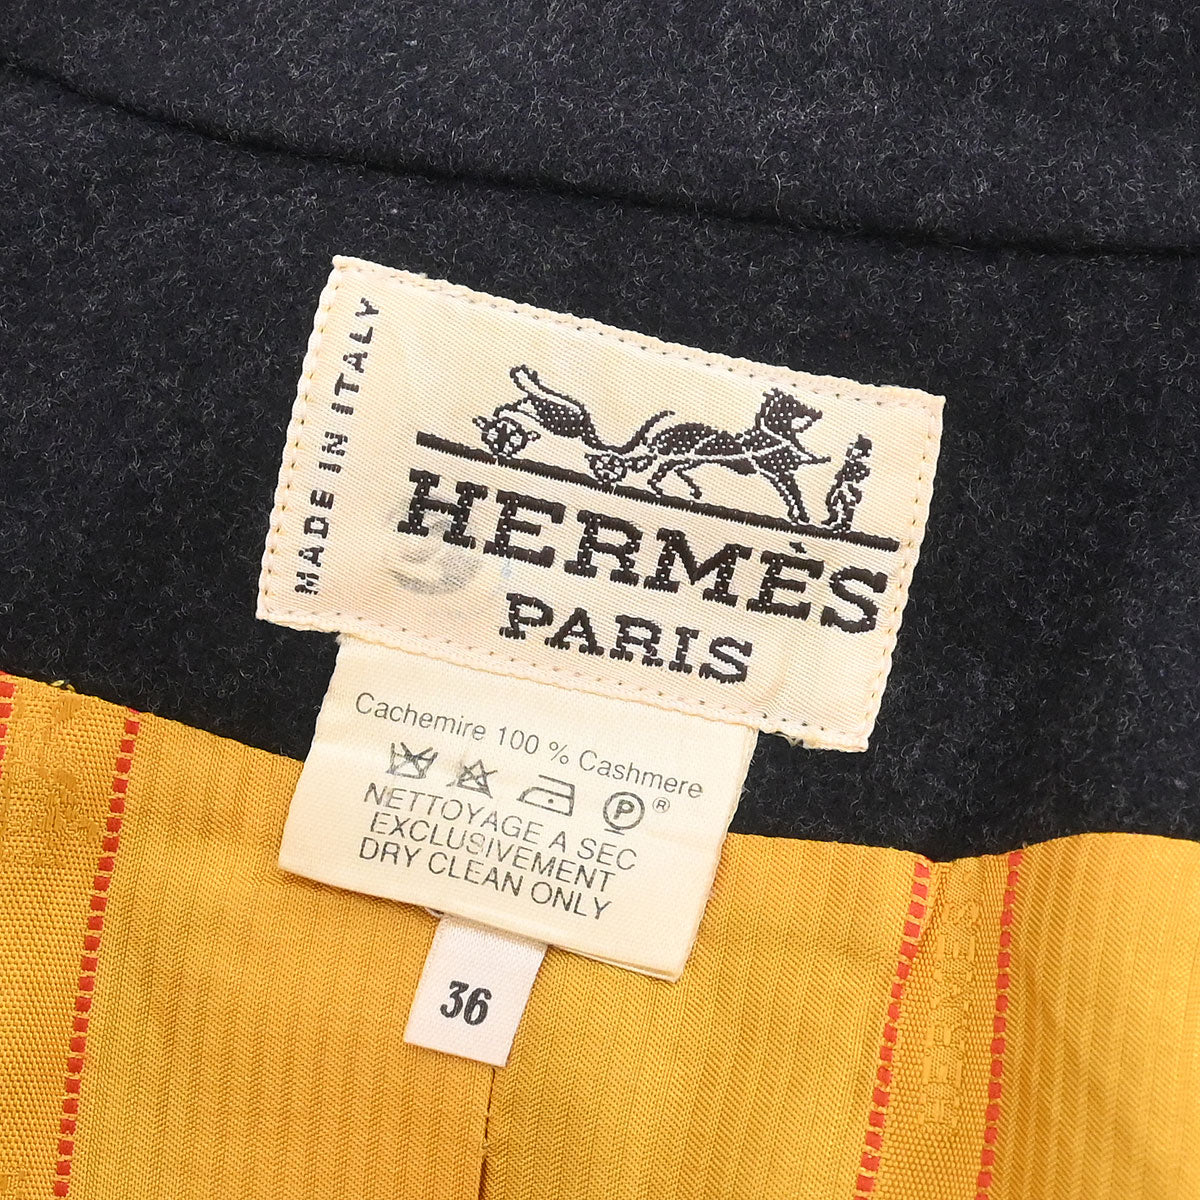 MADE IN ITALY
HERMÈS
PARIS
Cachemire 100 % Cashmere
P ®
NETTOYAGE A SEC
EXCLUSIVEMENT
DRY CLEAN ONLY
36